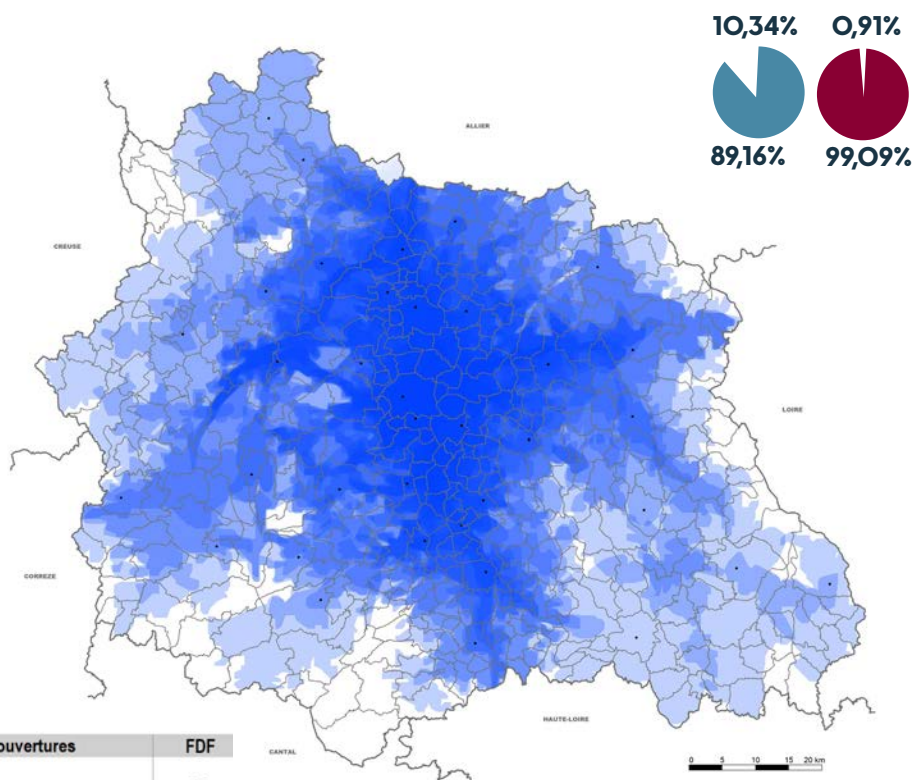 10,34% 0,91%
89,16% 99,09%
ALLIER
CREUSE
LOIRE
CORREZE
HAUTE-LOIRE
CANTAL
ouvertures FDF
0 5 10 15 20 km